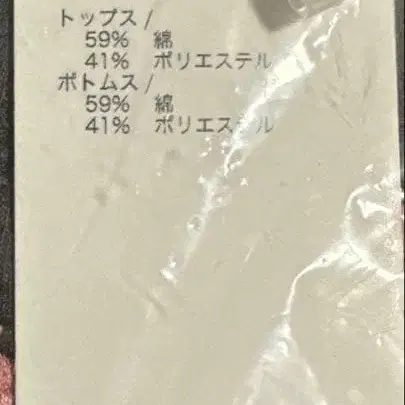 トップス /
59% 綿
41% ポリエステル
ボトムス /
59% 綿
41% ポリエステル